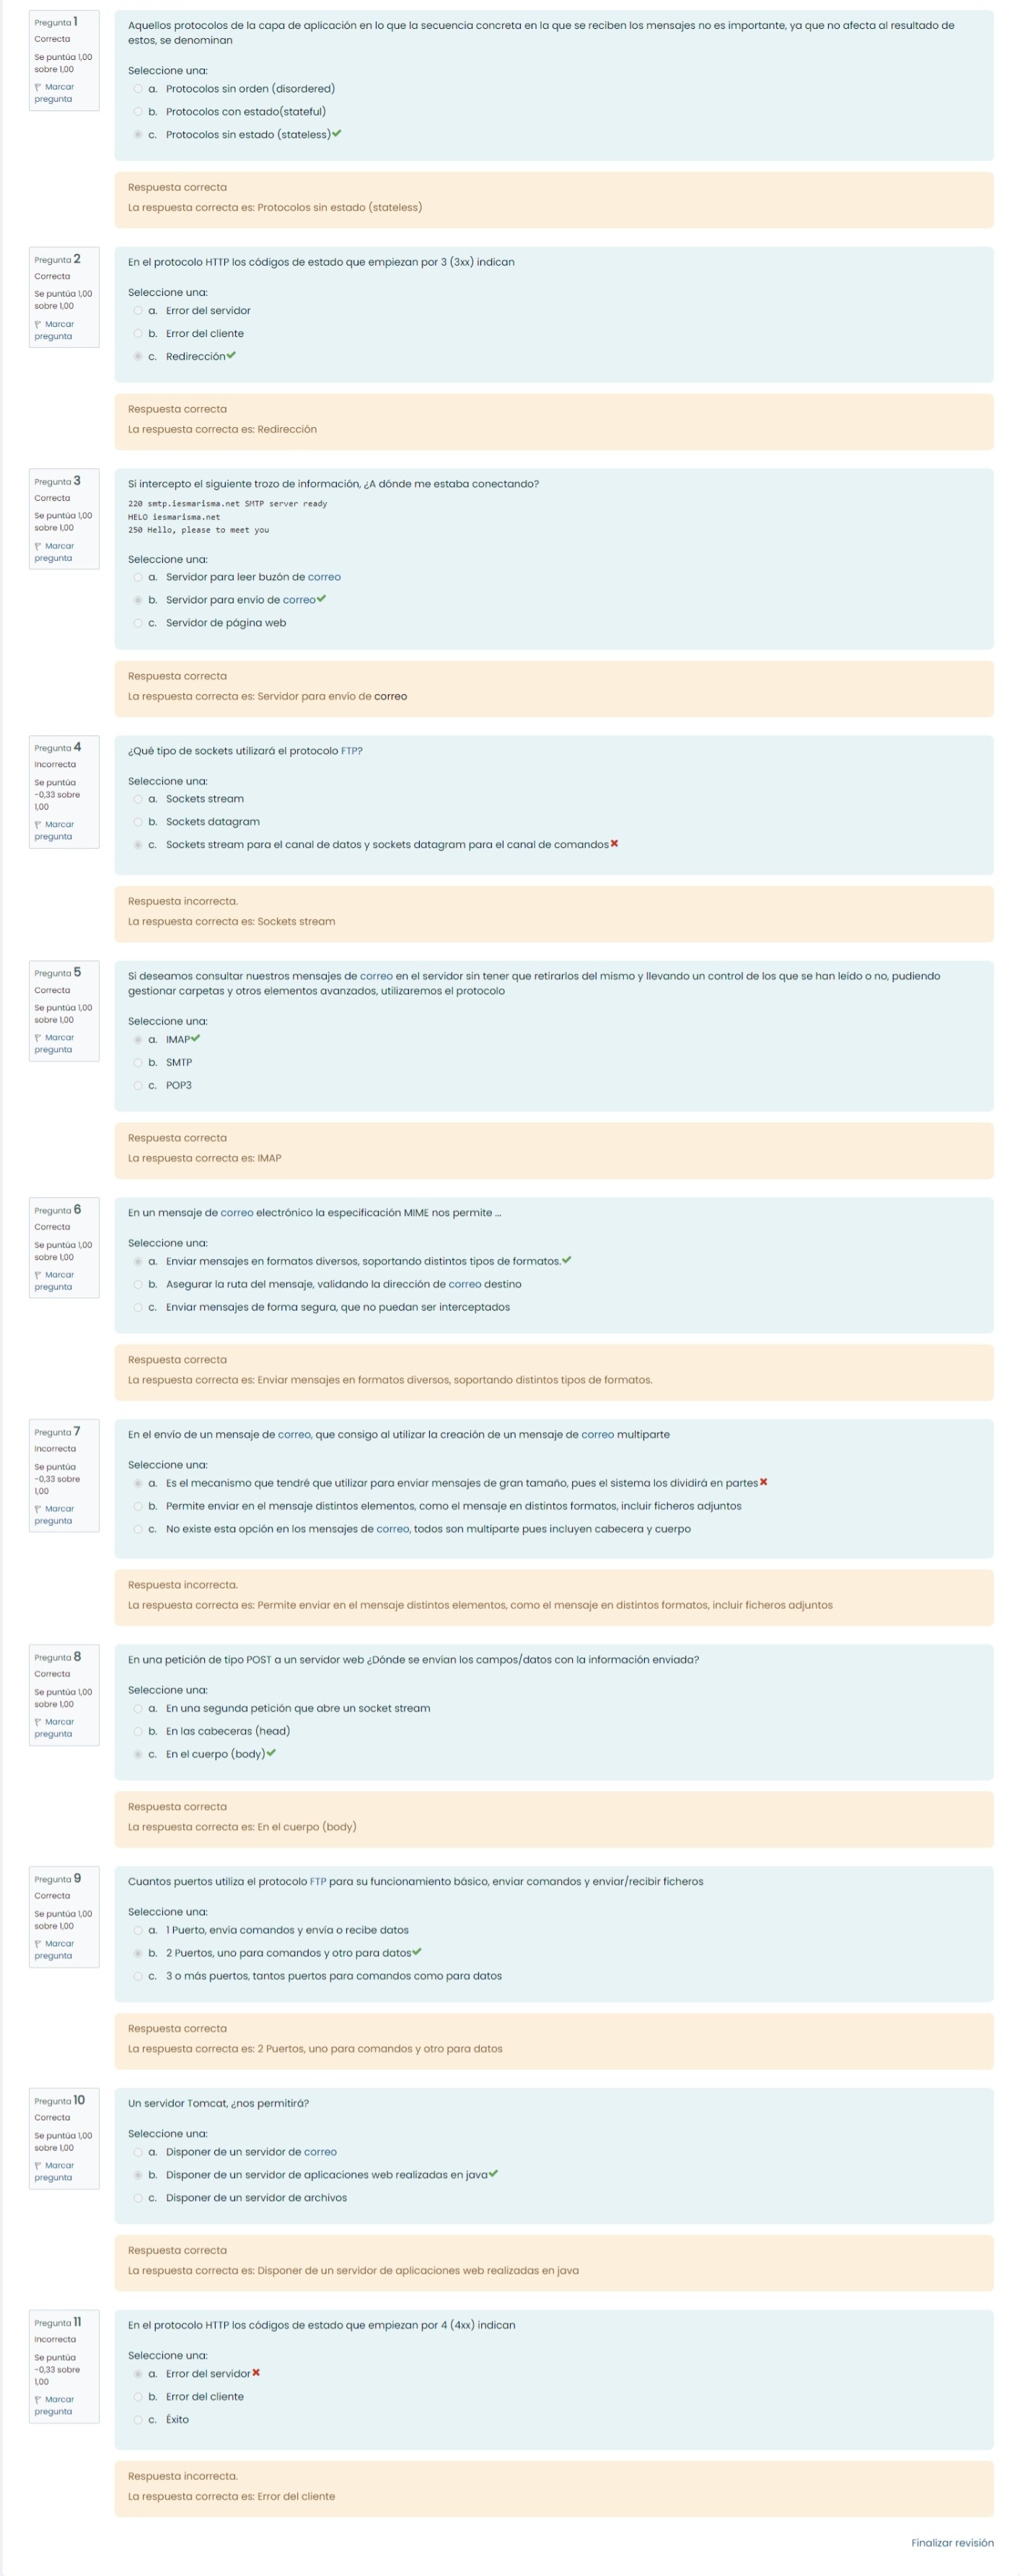 Pregunta 1
Correcta
Se puntúa 1,00
sobre 1,00
Marcar
pregunta
Aquellos protocolos de la capa de aplicación en lo que la secuencia concreta en la que se reciben los mensajes no es importante, ya que no afecta al resultado de
estos, se denominan
Seleccione una:
a. Protocolos sin orden (disordered)
b. Protocolos con estado(stateful)
c. Protocolos sin estado (stateless)
Respuesta correcta
La respuesta correcta es: Protocolos sin estado (stateless)
Pregunta 2
Correcta
Se puntúa 1,00
sobre 1,00
Marcar
pregunta
En el protocolo HTTP los códigos de estado que empiezan por 3 (3xx) indican
Seleccione una:
a. Error del servidor
b. Error del cliente
c. Redirección
Respuesta correcta
La respuesta correcta es: Redirección
Pregunta 3
Correcta
Se puntúa 1,00
sobre 1,00
Marcar
pregunta
Si intercepto el siguiente trozo de información, ¿A dónde me estaba conectando?
220 smtp.iesmarisma.net SMTP server ready
HELO iesmarisma.net
250 Hello, please to meet you
Seleccione una:
a. Servidor para leer buzón de correo
b. Servidor para envío de correo
c. Servidor de página web
Respuesta correcta
La respuesta correcta es: Servidor para envío de correo
Pregunta 4
Incorrecta
Se puntúa
-0,33 sobre
1,00
Marcar
pregunta
¿Qué tipo de sockets utilizará el protocolo FTP?
Seleccione una:
a. Sockets stream
b. Sockets datagram
c. Sockets stream para el canal de datos y sockets datagram para el canal de comandos
Respuesta incorrecta.
La respuesta correcta es: Sockets stream
Pregunta 5
Correcta
Se puntúa 1,00
sobre 1,00
Marcar
pregunta
Si deseamos consultar nuestros mensajes de correo en el servidor sin tener que retirarlos del mismo y llevando un control de los que se han leído o no, pudiendo
gestionar carpetas y otros elementos avanzados, utilizaremos el protocolo
Seleccione una:
a. IMAP
b. SMTP
c. POP3
Respuesta correcta
La respuesta correcta es: IMAP
Pregunta 6
Correcta
Se puntúa 1,00
sobre 1,00
Marcar
pregunta
En un mensaje de correo electrónico la especificación MIME nos permite ...
Seleccione una:
a. Enviar mensajes en formatos diversos, soportando distintos tipos de formatos.
b. Asegurar la ruta del mensaje, validando la dirección de correo destino
c. Enviar mensajes de forma segura, que no puedan ser interceptados
Respuesta correcta
La respuesta correcta es: Enviar mensajes en formatos diversos, soportando distintos tipos de formatos.
Pregunta 7
Incorrecta
Se puntúa
-0,33 sobre
1,00
Marcar
pregunta
En el envío de un mensaje de correo, que consigo al utilizar la creación de un mensaje de correo multiparte
Seleccione una:
a. Es el mecanismo que tendré que utilizar para enviar mensajes de gran tamaño, pues el sistema los dividirá en partes
b. Permite enviar en el mensaje distintos elementos, como el mensaje en distintos formatos, incluir ficheros adjuntos
c. No existe esta opción en los mensajes de correo, todos son multiparte pues incluyen cabecera y cuerpo
Respuesta incorrecta.
La respuesta correcta es: Permite enviar en el mensaje distintos elementos, como el mensaje en distintos formatos, incluir ficheros adjuntos
Pregunta 8
Correcta
Se puntúa 1,00
sobre 1,00
Marcar
pregunta
En una petición de tipo POST a un servidor web ¿Dónde se envían los campos/datos con la información enviada?
Seleccione una:
a. En una segunda petición que abre un socket stream
b. En las cabeceras (head)
c. En el cuerpo (body)
Respuesta correcta
La respuesta correcta es: En el cuerpo (body)
Pregunta 9
Correcta
Se puntúa 1,00
sobre 1,00
Marcar
pregunta
Cuantos puertos utiliza el protocolo FTP para su funcionamiento básico, enviar comandos y enviar/recibir ficheros
Seleccione una:
a. 1 Puerto, envía comandos y envía o recibe datos
b. 2 Puertos, uno para comandos y otro para datos
c. 3 o más puertos, tantos puertos para comandos como para datos
Respuesta correcta
La respuesta correcta es: 2 Puertos, uno para comandos y otro para datos
Pregunta 10
Correcta
Se puntúa 1,00
sobre 1,00
Marcar
pregunta
Un servidor Tomcat, ¿nos permitirá?
Seleccione una:
a. Disponer de un servidor de correo
b. Disponer de un servidor de aplicaciones web realizadas en java
c. Disponer de un servidor de archivos
Respuesta correcta
La respuesta correcta es: Disponer de un servidor de aplicaciones web realizadas en java
Pregunta 11
Incorrecta
Se puntúa
-0,33 sobre
1,00
Marcar
pregunta
En el protocolo HTTP los códigos de estado que empiezan por 4 (4xx) indican
Seleccione una:
a. Error del servidor
b. Error del cliente
c. Éxito
Respuesta incorrecta.
La respuesta correcta es: Error del cliente
Finalizar revisión